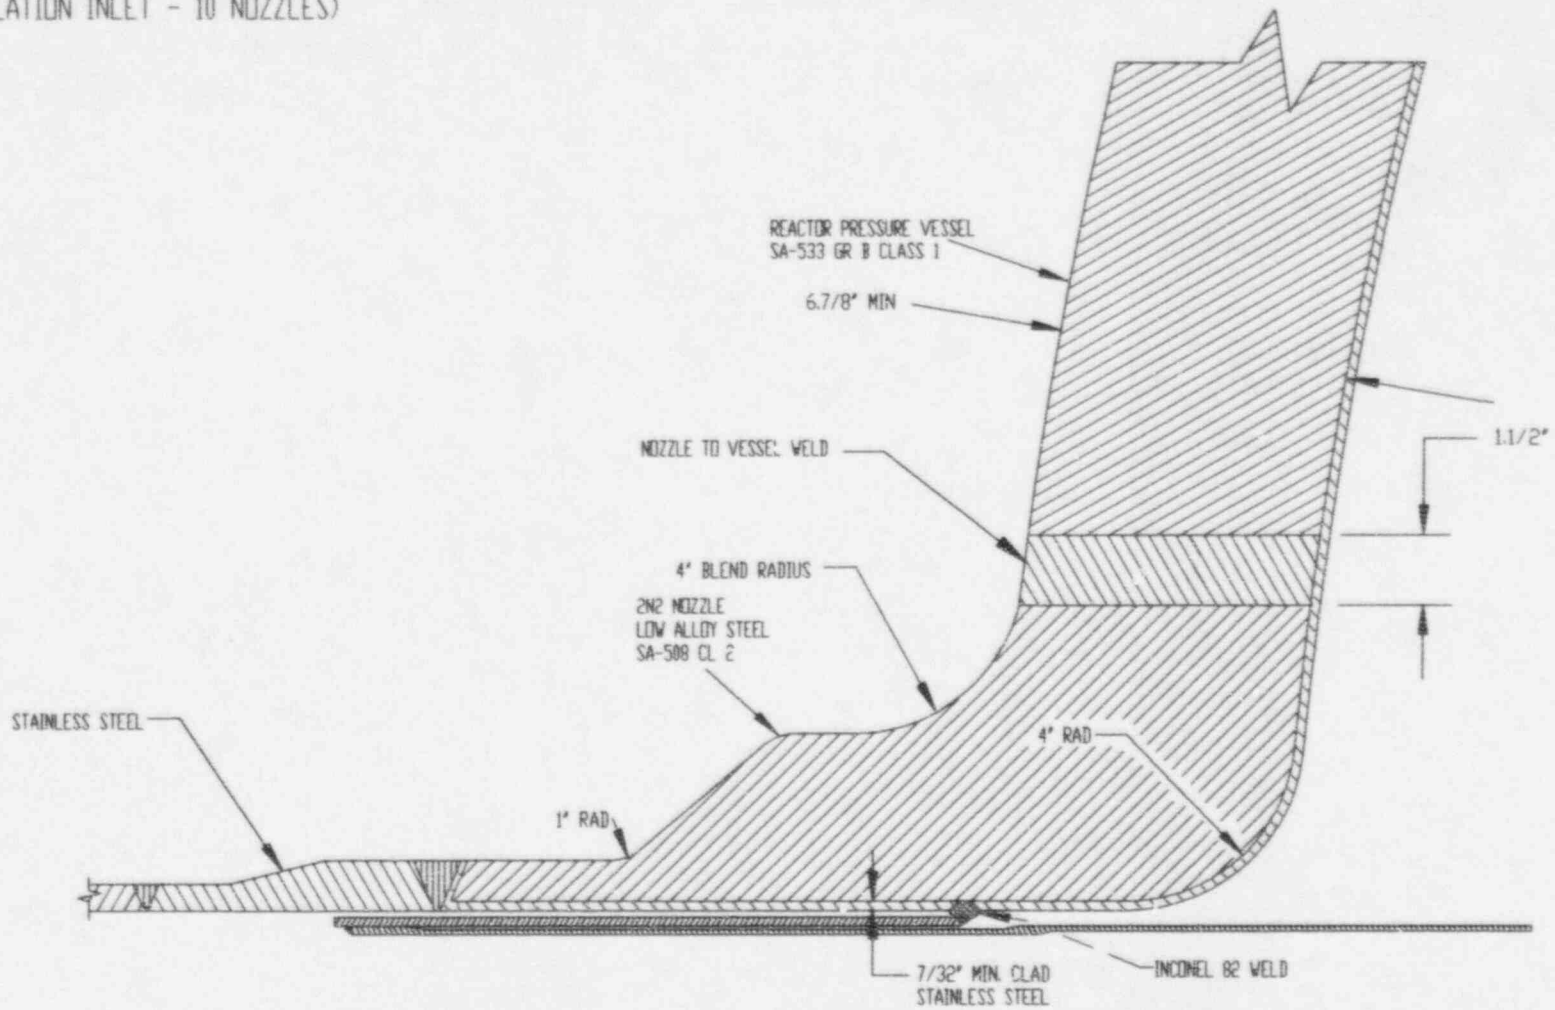 LATION INLET - 10 NOZZLES)
REACTOR PRESSURE VESSEL
SA-533 GR B CLASS 1
6.7/8" MIN
1.1/2"
NOZZLE TO VESSEL WELD
4" BLEND RADIUS
2N2 NOZZLE
LOW ALLOY STEEL
SA-508 CL 2
STAINLESS STEEL
4" RAD
1" RAD
7/32" MIN. CLAD
STAINLESS STEEL
INCONEL 82 WELD